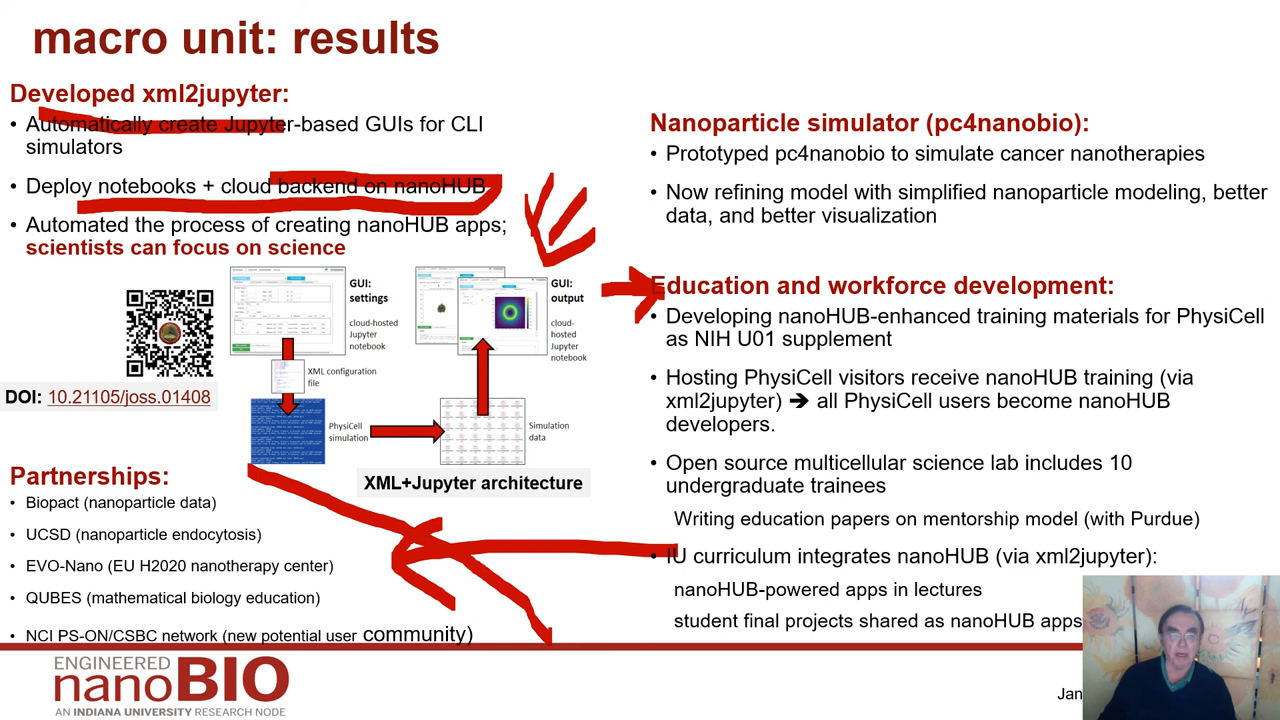 macro unit: results
Developed xml2jupyter:
• Automatically create Jupyter-based GUIs for CLI
simulators
• Deploy notebooks + cloud backend on nanoHUB
• Automated the process of creating nanoHUB apps;
scientists can focus on science
GUI:
settings
cloud-hosted
Jupyter
notebook
GUI:
output
cloud-
hosted
Jupyter
notebook
XML configuration
file
PhysiCell
simulation
Simulation
data
XML+Jupyter architecture
DOI: 10.21105/joss.01408
Partnerships:
• Biopact (nanoparticle data)
• UCSD (nanoparticle endocytosis)
• EVO-Nano (EU H2020 nanotherapy center)
• QUBES (mathematical biology education)
• NCI PS-ON/CSBC network (new potential user community)
Nanoparticle simulator (pc4nanobio):
• Prototyped pc4nanobio to simulate cancer nanotherapies
• Now refining model with simplified nanoparticle modeling, better
data, and better visualization
Education and workforce development:
• Developing nanoHUB-enhanced training materials for PhysiCell
as NIH U01 supplement
• Hosting PhysiCell visitors receive nanoHUB training (via
xml2jupyter) ➔ all PhysiCell users become nanoHUB
developers.
• Open source multicellular science lab includes 10
undergraduate trainees
Writing education papers on mentorship model (with Purdue)
• IU curriculum integrates nanoHUB (via xml2jupyter):
nanoHUB-powered apps in lectures
student final projects shared as nanoHUB apps
ENGINEERED
nanoBIO
AN INDIANA UNIVERSITY RESEARCH NODE
Jan